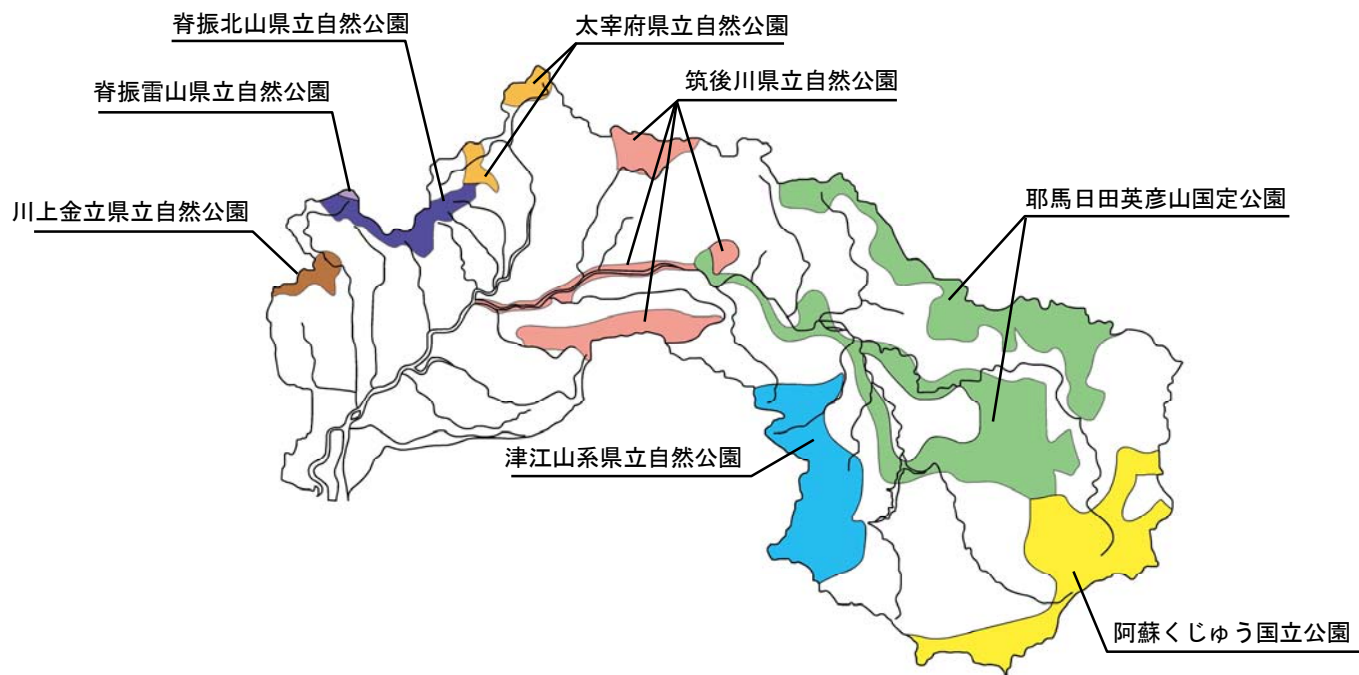 脊振北山県立自然公園
太宰府県立自然公園
脊振雷山県立自然公園
筑後川県立自然公園
川上金立県立自然公園
耶馬日田英彦山国定公園
津江山系県立自然公園
阿蘇くじゅう国立公園